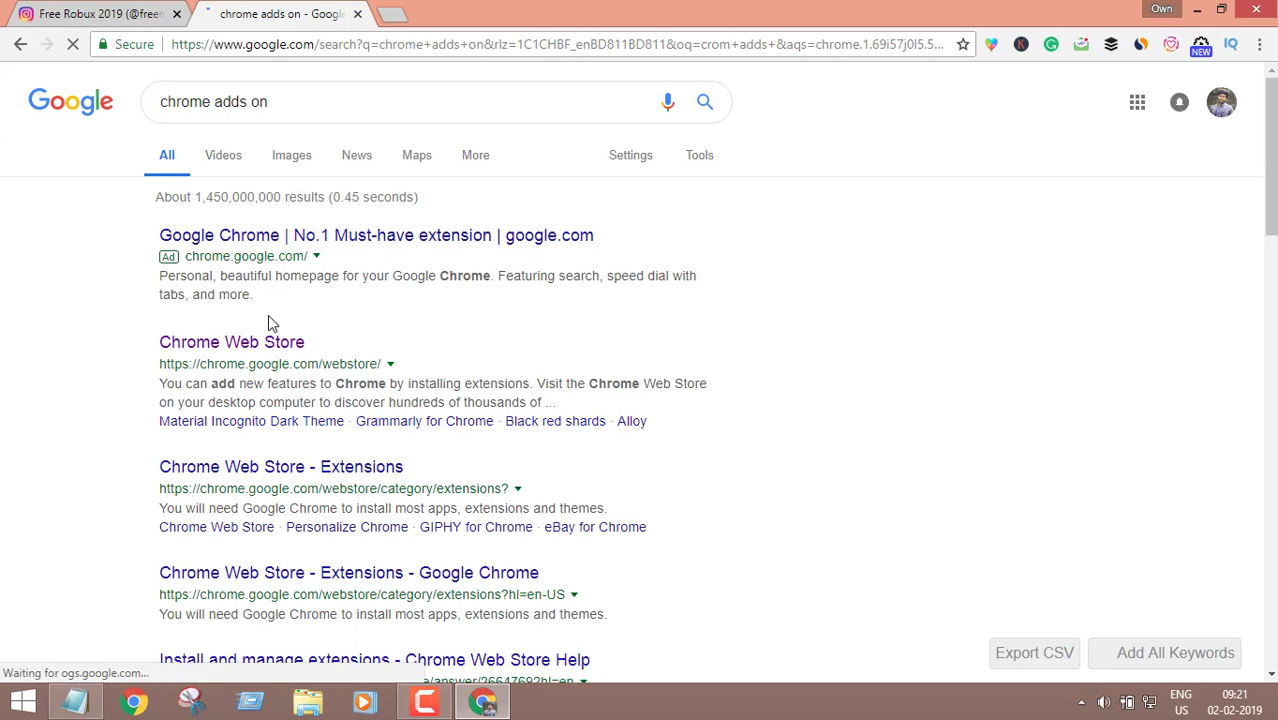 Free Robux 2019 (@freer
chrome adds on - Google
Own
Secure
https://www.google.com/search?q=chrome+adds+on&rlz=1C1CHBF_enBD811BD811&oq=crom+adds+&aqs=chrome.1.69i57j0l5.5...
NEW
Google
chrome adds on
All
Videos
Images
News
Maps
More
Settings
Tools
About 1,450,000,000 results (0.45 seconds)
Google Chrome | No.1 Must-have extension | google.com
Ad chrome.google.com/
Personal, beautiful homepage for your Google Chrome. Featuring search, speed dial with
tabs, and more.
Chrome Web Store
https://chrome.google.com/webstore/
You can add new features to Chrome by installing extensions. Visit the Chrome Web Store
on your desktop computer to discover hundreds of thousands of ...
Material Incognito Dark Theme · Grammarly for Chrome · Black red shards · Alloy
Chrome Web Store - Extensions
https://chrome.google.com/webstore/category/extensions?
You will need Google Chrome to install most apps, extensions and themes.
Chrome Web Store · Personalize Chrome · GIPHY for Chrome · eBay for Chrome
Chrome Web Store - Extensions - Google Chrome
https://chrome.google.com/webstore/category/extensions?hl=en-US
You will need Google Chrome to install most apps, extensions and themes.
Export CSV
Add All Keywords
Install and manage extensions - Chrome Web Store Help
Waiting for ogs.google.com...
e/answer/2664769?hl=en
ENG
US
09:21
02-02-2019